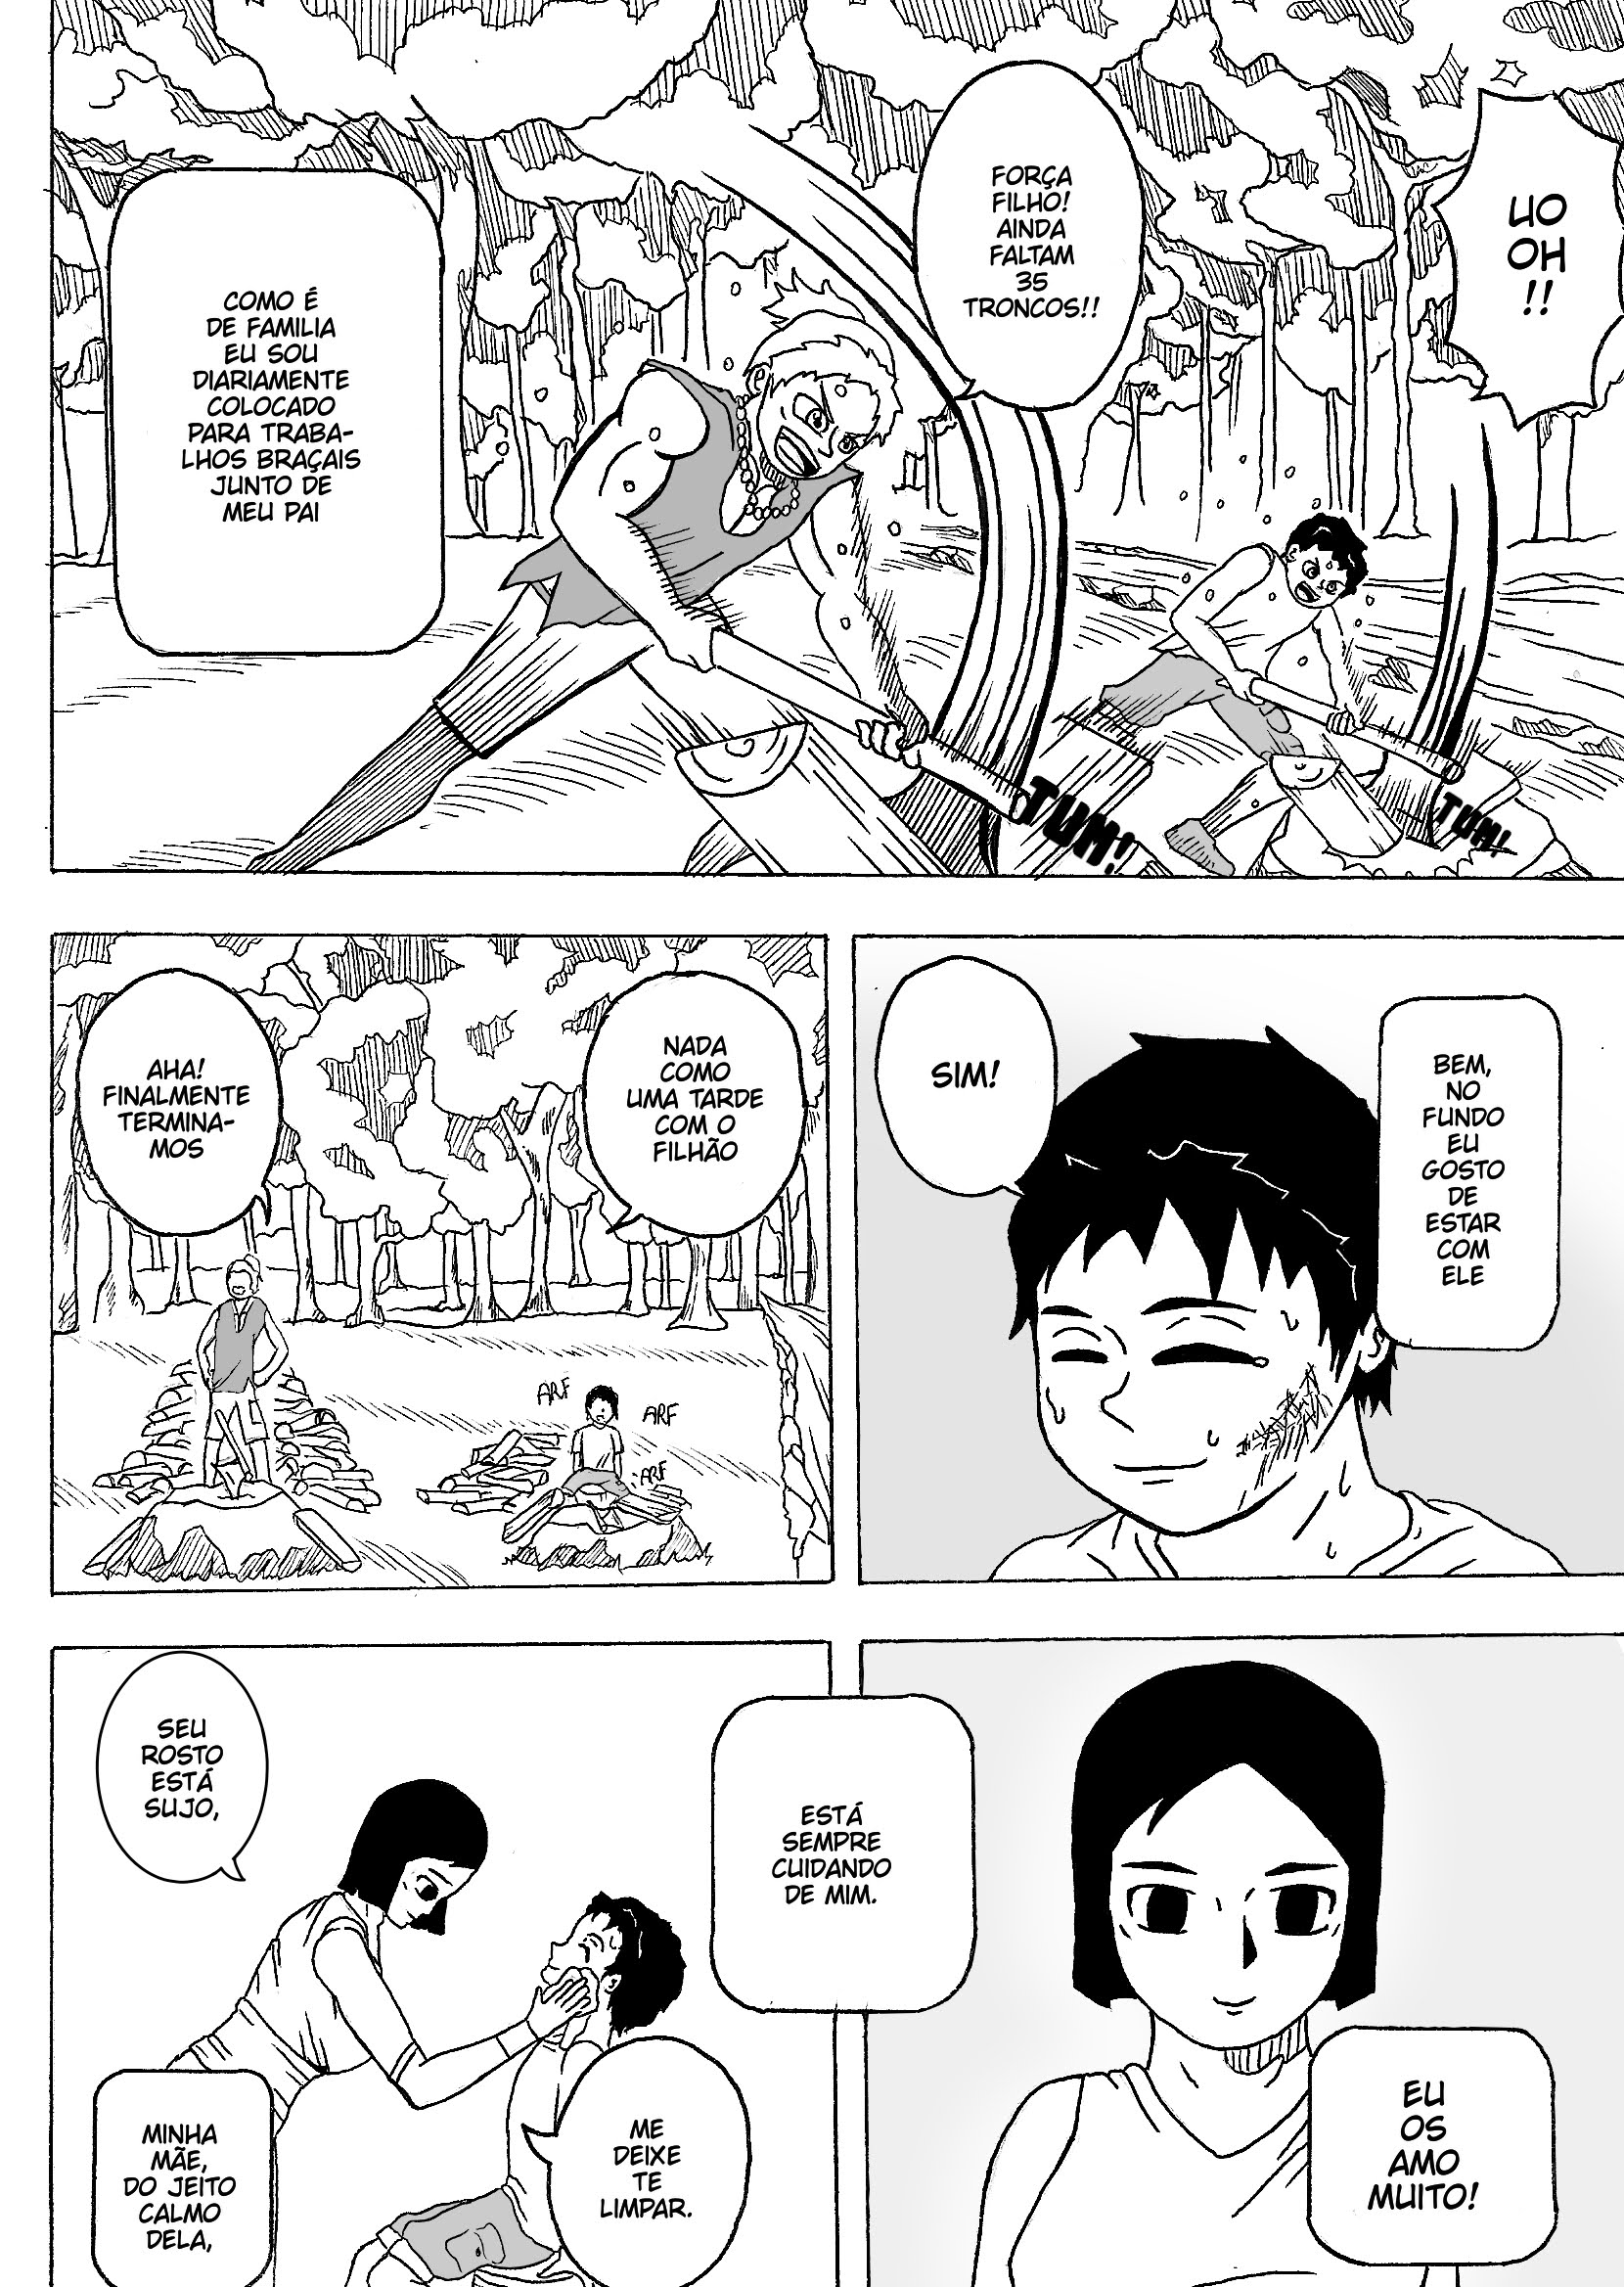 COMO É
DE FAMILIA
EU SOU
DIARIAMENTE
COLOCADO
PARA TRABA-
LHOS BRAÇAIS
JUNTO DE
MEU PAI
FORÇA
FILHO!
AINDA
FALTAM
35
TRONCOS!!
UO
OH
!!
TUM!
TUM!
AHA!
FINALMENTE
TERMINA-
MOS
NADA
COMO
UMA TARDE
COM O
FILHÃO
ARF
ARF
ARF
SIM!
BEM,
NO
FUNDO
EU
GOSTO
DE
ESTAR
COM
ELE
SEU
ROSTO
ESTÁ
SUJO,
MINHA
MÃE,
DO JEITO
CALMO
DELA,
ME
DEIXE
TE
LIMPAR.
ESTÁ
SEMPRE
CUIDANDO
DE MIM.
EU
OS
AMO
MUITO!